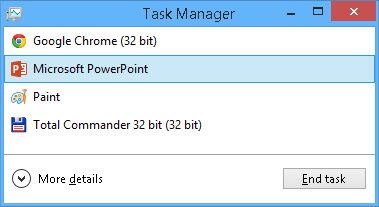 Task Manager
Google Chrome (32 bit)
Microsoft PowerPoint
Paint
Total Commander 32 bit (32 bit)
More details
End task